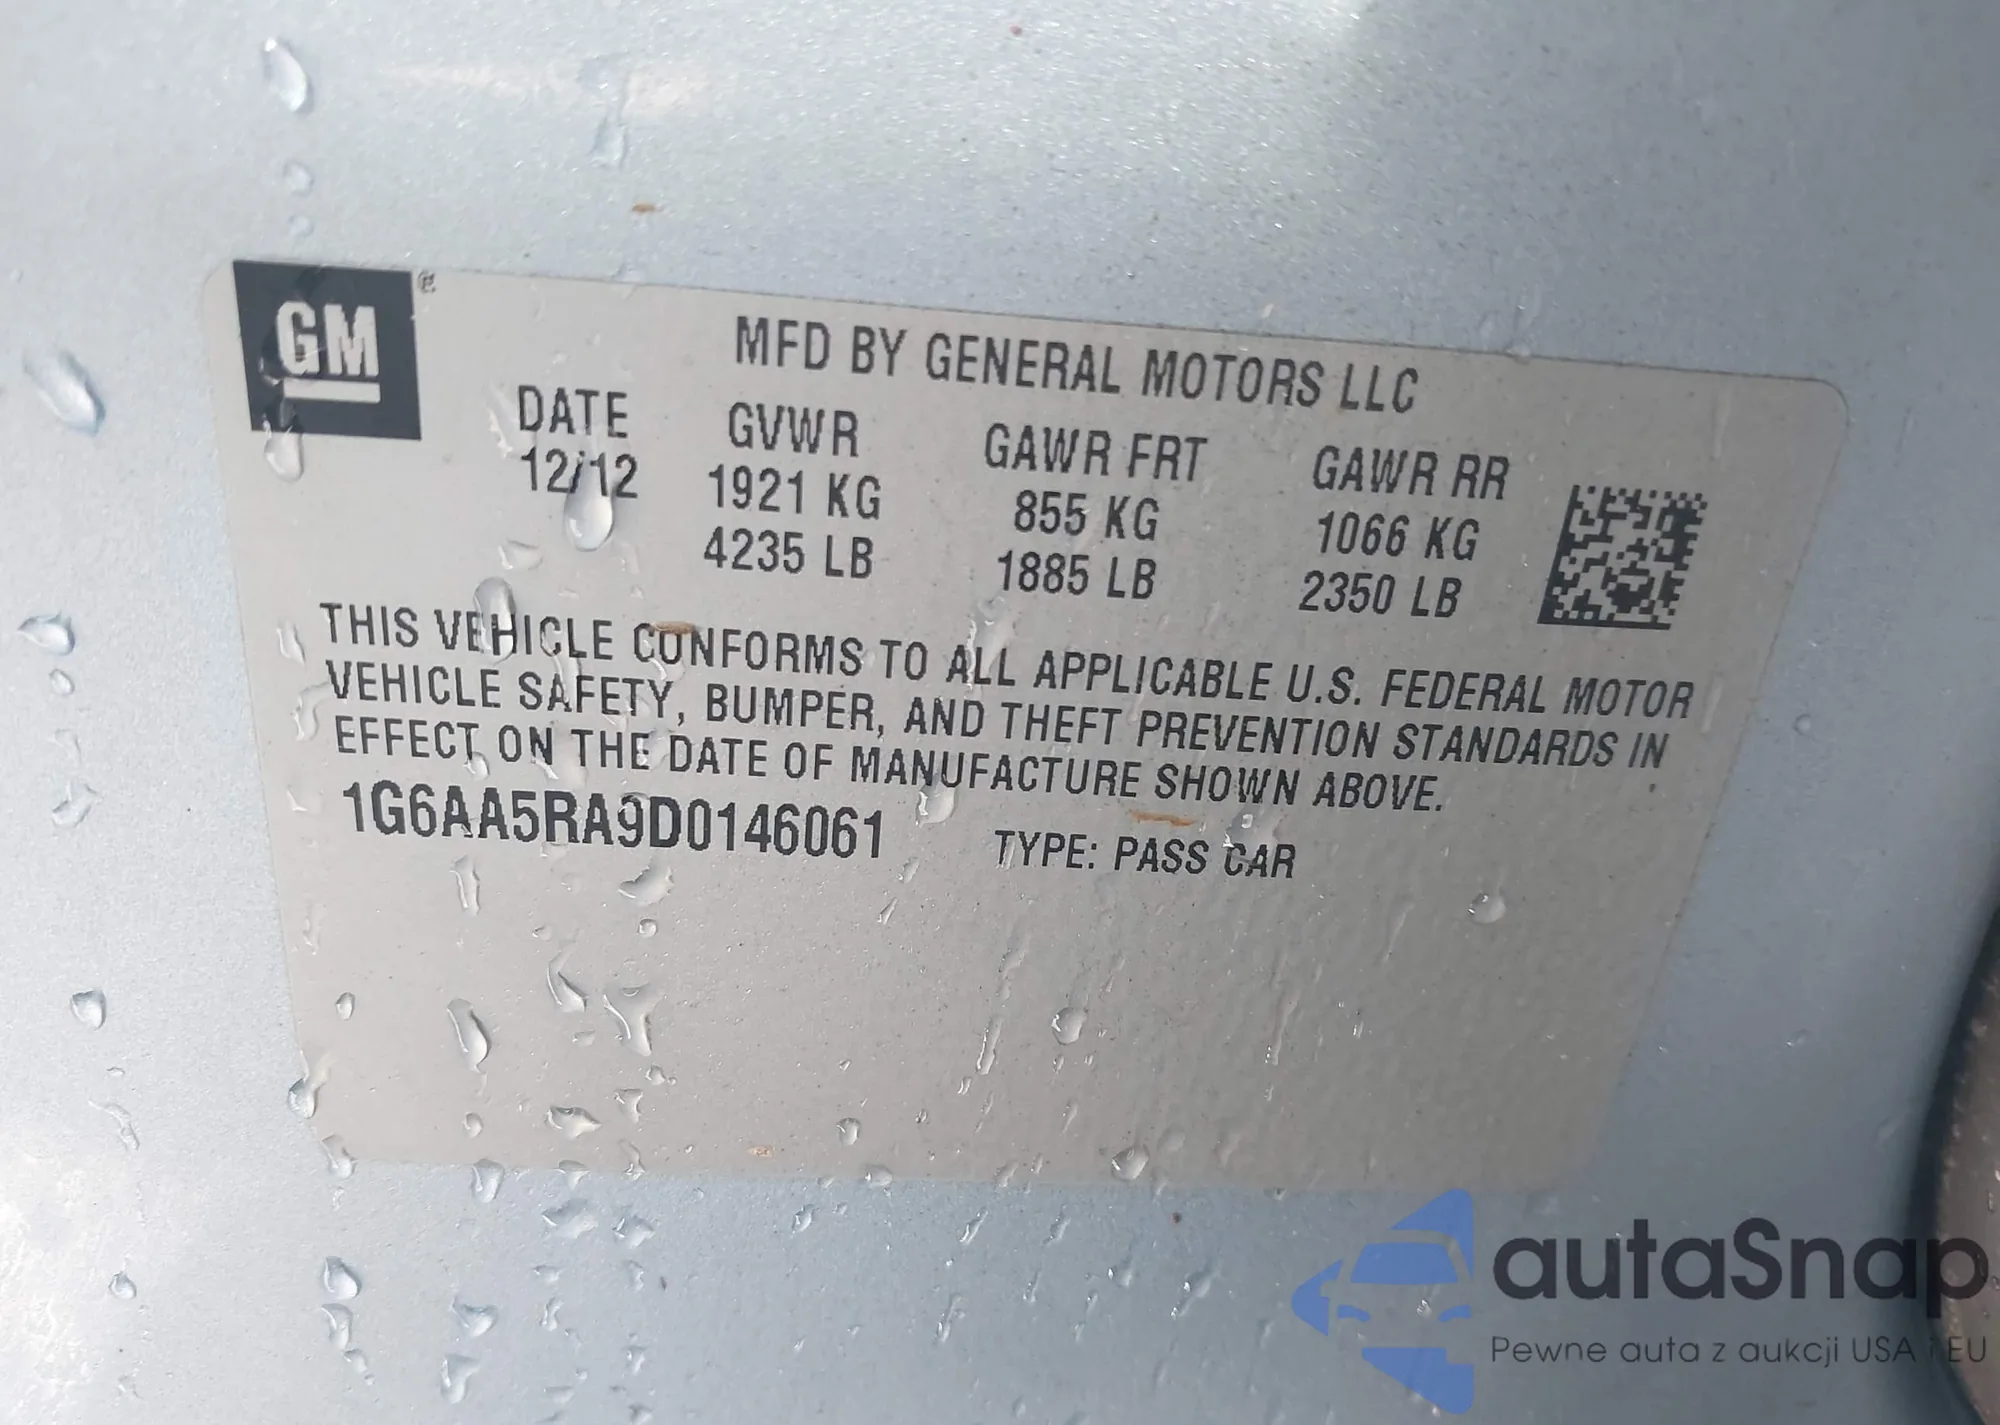 GM®
MFD BY GENERAL MOTORS LLC
DATE GVWR GAWR FRT GAWR RR
12/12 1921 KG 855 KG 1066 KG
4235 LB 1885 LB 2350 LB
THIS VEHICLE CONFORMS TO ALL APPLICABLE U.S. FEDERAL MOTOR
VEHICLE SAFETY, BUMPER, AND THEFT PREVENTION STANDARDS IN
EFFECT ON THE DATE OF MANUFACTURE SHOWN ABOVE.
1G6AA5RA9D0146061 TYPE: PASS CAR
autaSnap
Pewne auta z aukcji USA i EU